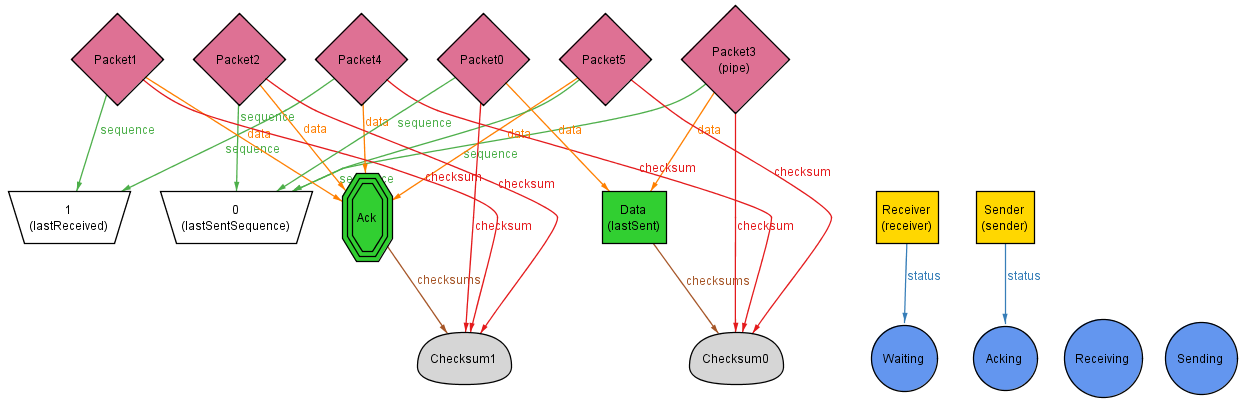 Packet1
Packet2
Packet4
Packet0
Packet5
Packet3
(pipe)
sequence
sequence
data
sequence
data
data
sequence
data
data
sequence
data
checksum
checksum
checksum
checksum
sequence
1
(lastReceived)
0
(lastSentSequence)
Ack
Data
(lastSent)
checksum
checksum
Receiver
(receiver)
Sender
(sender)
checksums
checksums
status
status
Checksum1
Checksum0
Waiting
Acking
Receiving
Sending